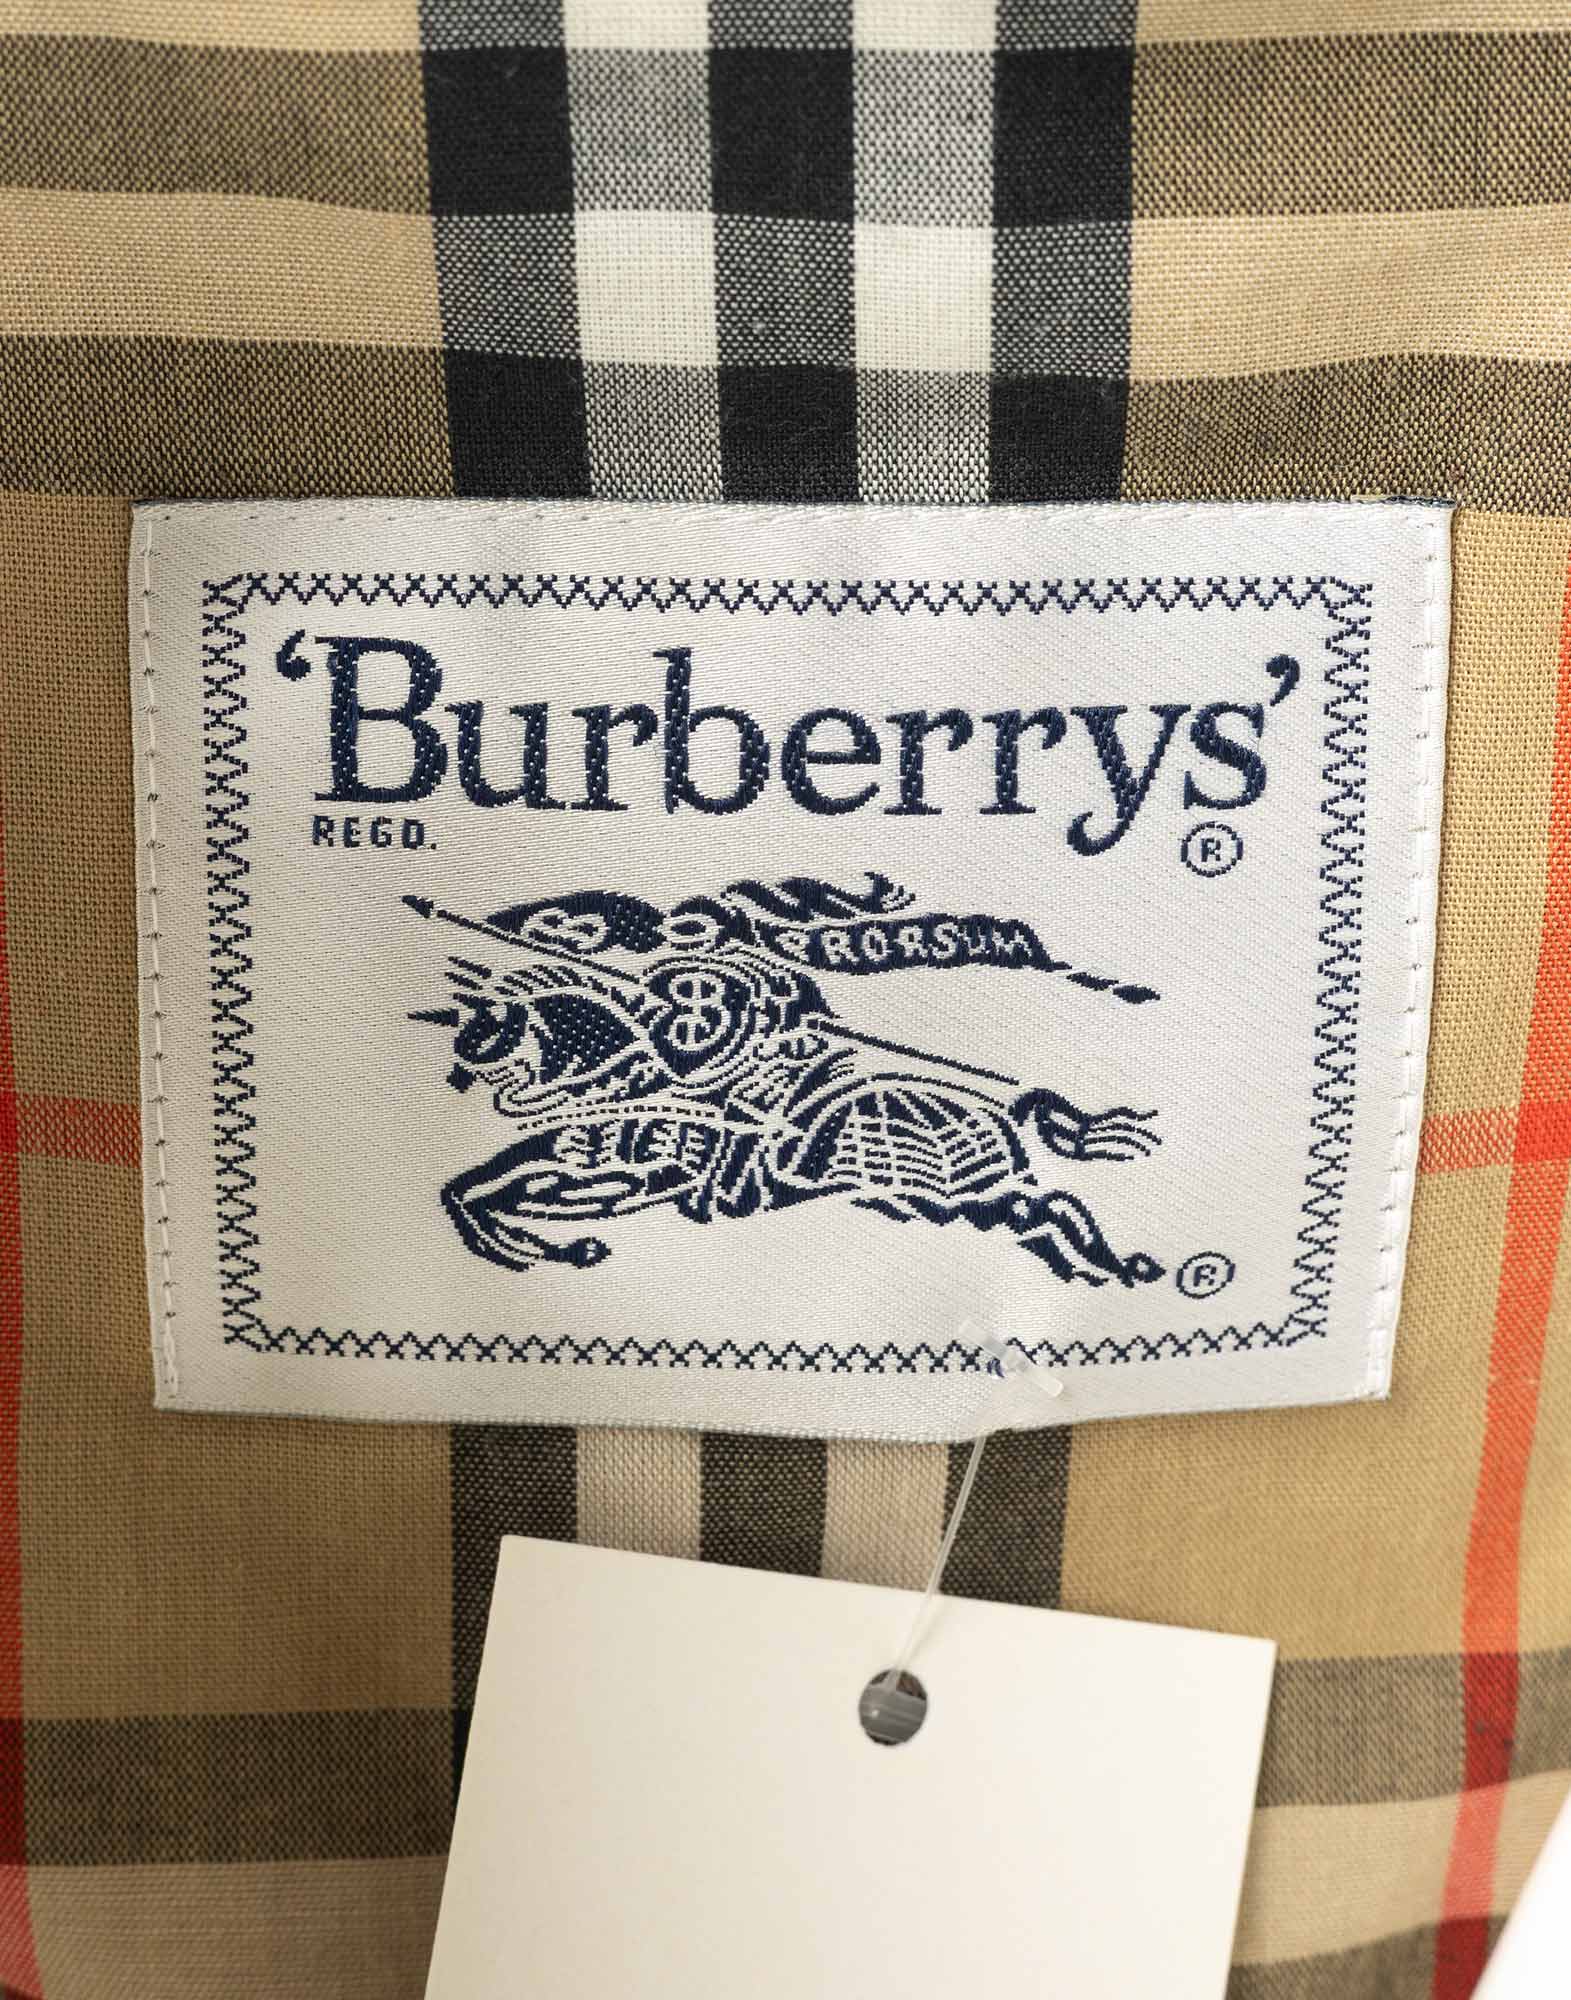 ‘Burberrys’
REGD. ®
PRORSUM
B
®